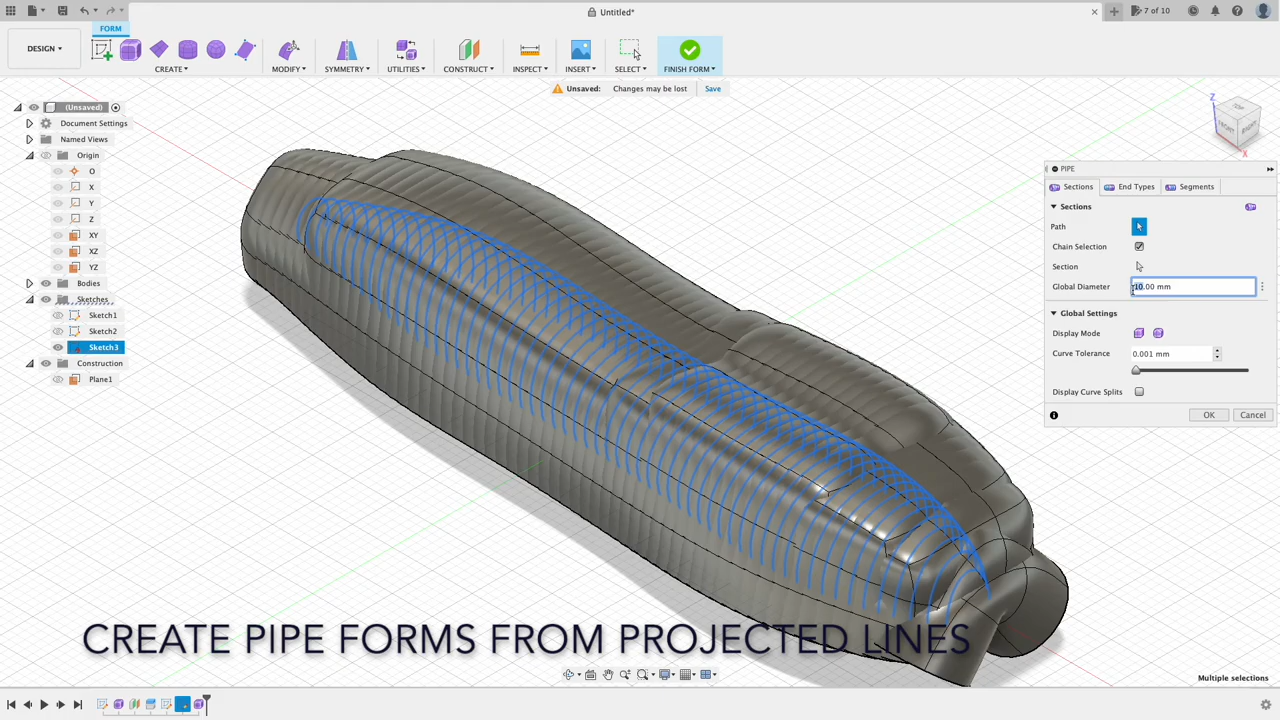 Untitled*
7 of 10
FORM
DESIGN
CREATE
MODIFY
SYMMETRY
UTILITIES
CONSTRUCT
INSPECT
INSERT
SELECT
FINISH FORM
Unsaved: Changes may be lost Save
(Unsaved)
Document Settings
Named Views
Origin
O
X
Y
Z
XY
XZ
YZ
Bodies
Sketches
Sketch1
Sketch2
Sketch3
Construction
Plane1
Z
TOP
FRONT
RIGHT
X
PIPE
Sections End Types Segments
Sections
Path
Chain Selection
Section
Global Diameter 10.00 mm
Global Settings
Display Mode
Curve Tolerance 0.001 mm
Display Curve Splits
OK Cancel
CREATE PIPE FORMS FROM PROJECTED LINES
Multiple selections